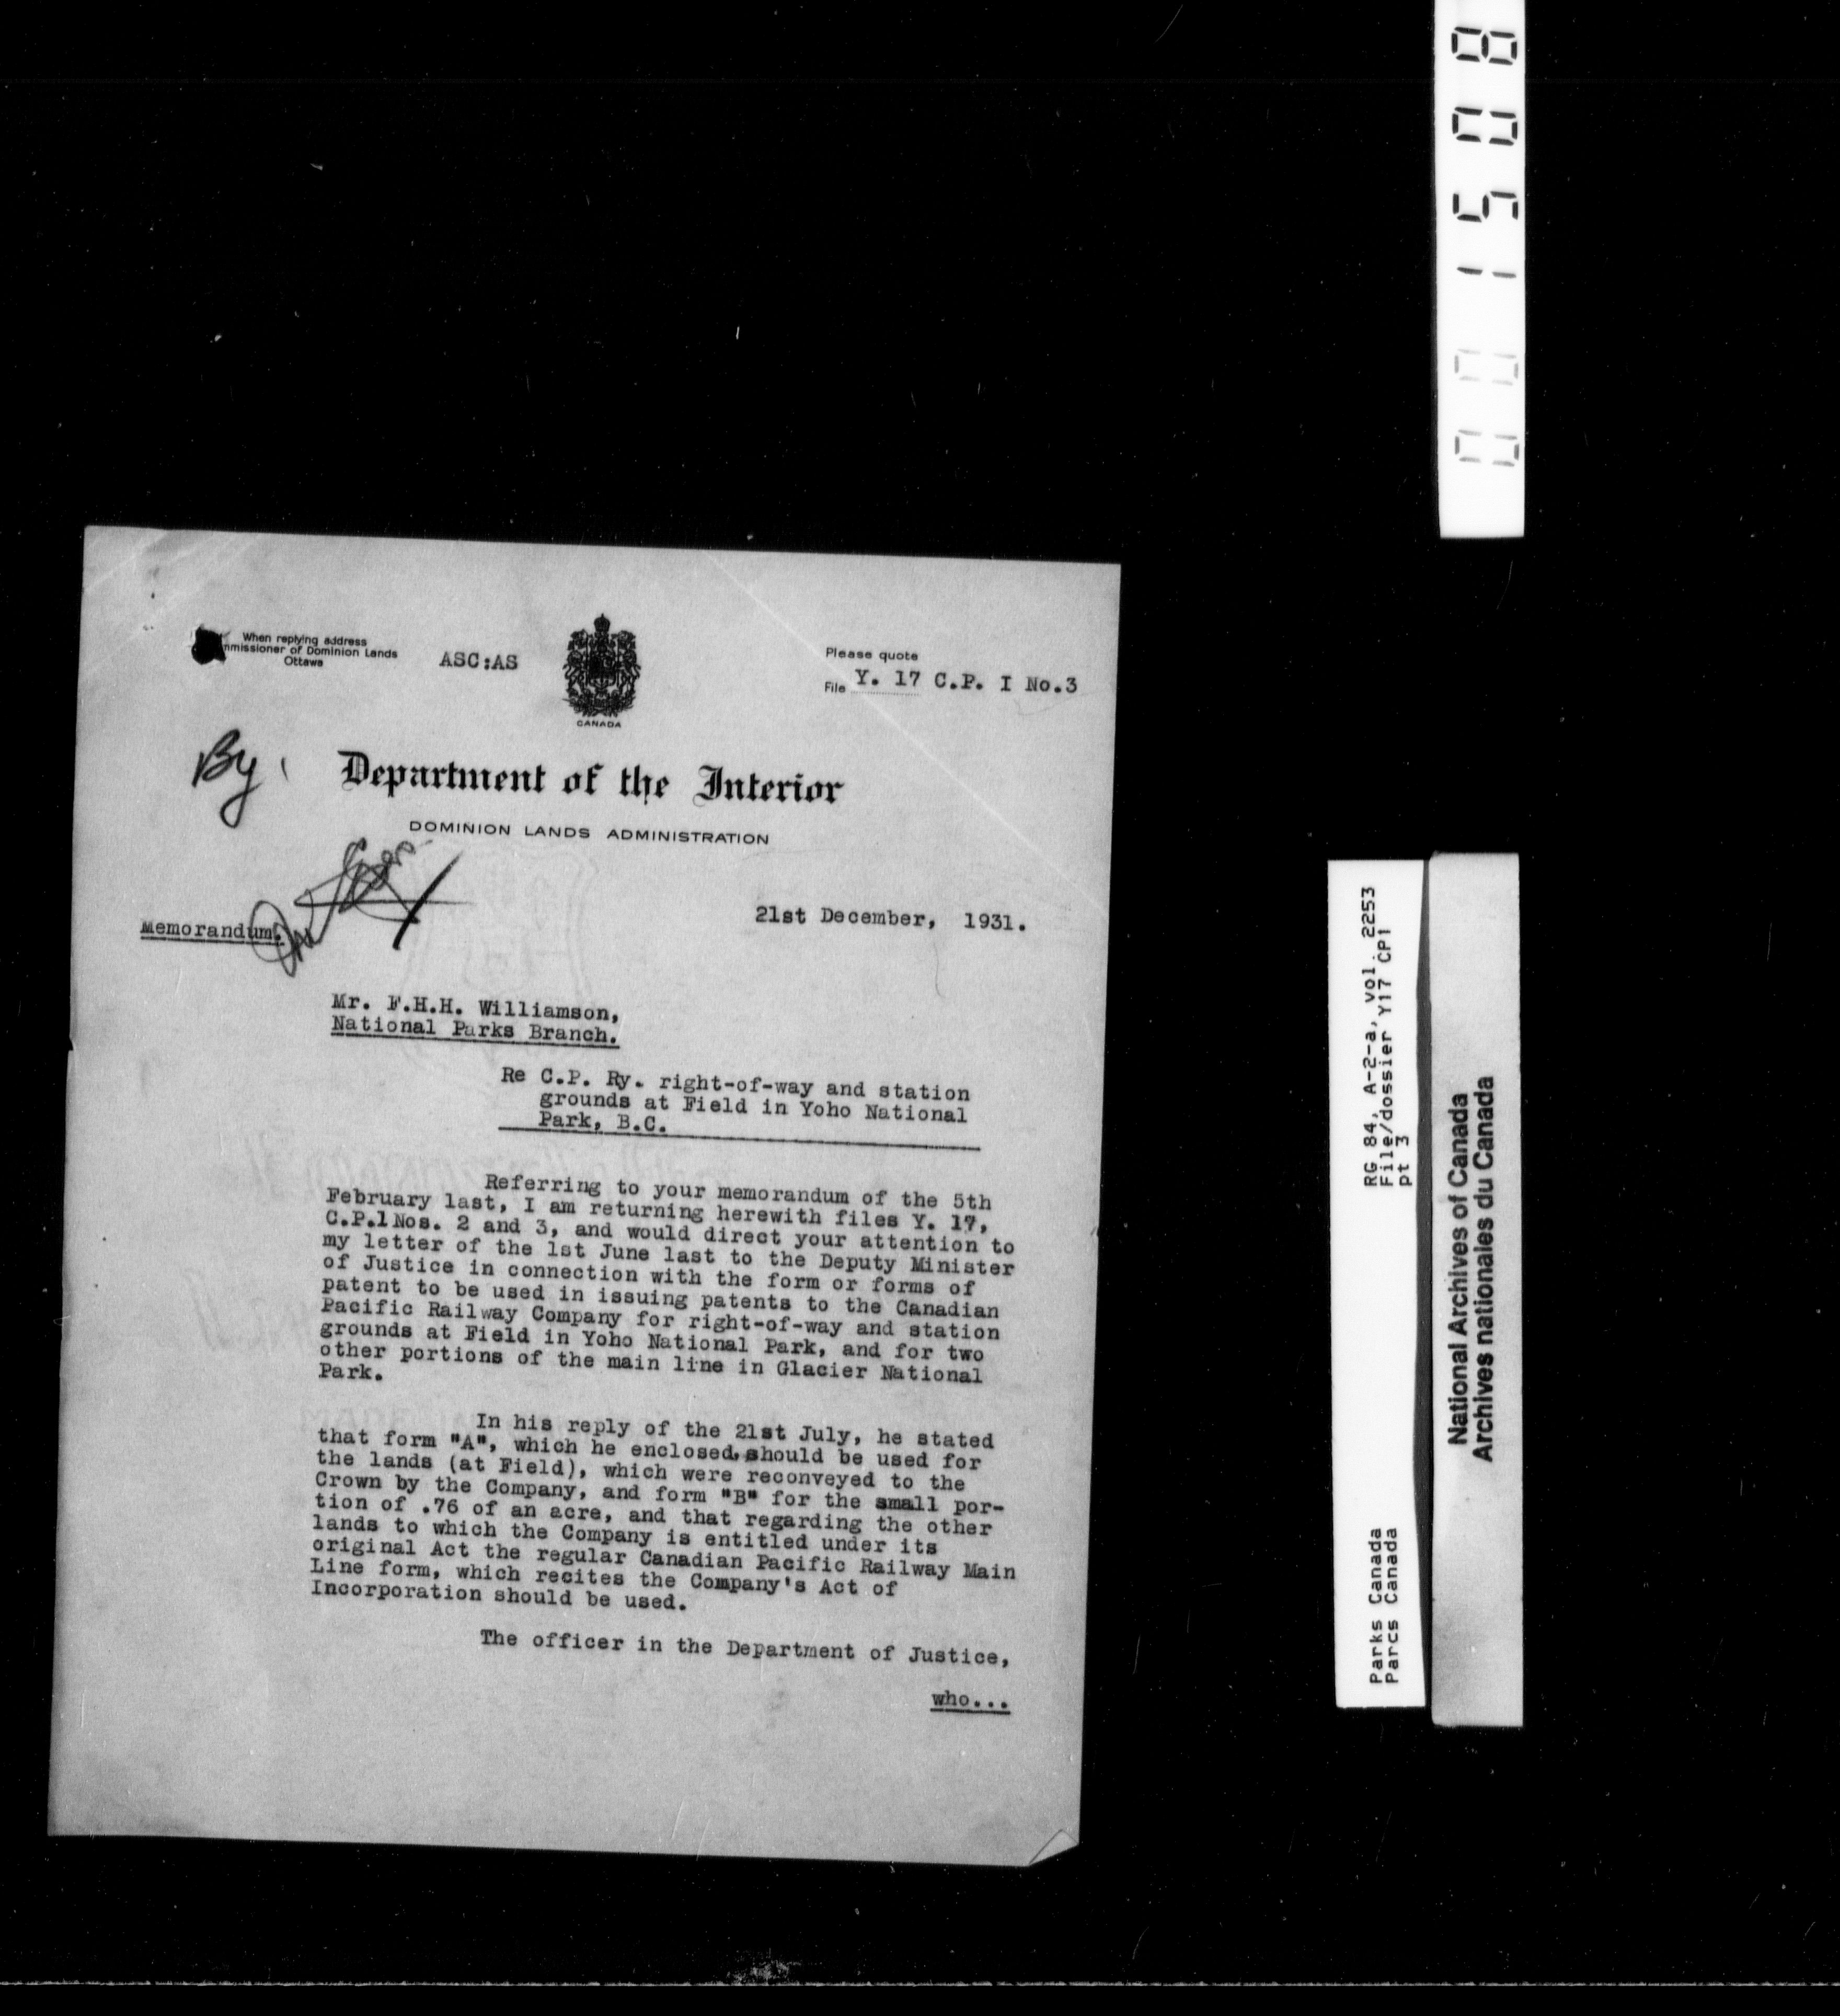 When replying address
mmissioner of Dominion Lands
Ottawa
ASC:AS
CANADA
Please quote
File Y. 17 C.P. I No.3
By
Department of the Interior
DOMINION LANDS ADMINISTRATION
Memorandum.
21st December, 1931.
Mr. F.H.H. Williamson,
National Parks Branch.
Re C.P. Ry. right-of-way and station
grounds at Field in Yoho National
Park, B.C.
Referring to your memorandum of the 5th
February last, I am returning herewith files Y. 17,
C.P.1 Nos. 2 and 3, and would direct your attention to
my letter of the 1st June last to the Deputy Minister
of Justice in connection with the form or forms of
patent to be used in issuing patents to the Canadian
Pacific Railway Company for right-of-way and station
grounds at Field in Yoho National Park, and for two
other portions of the main line in Glacier National
Park.
In his reply of the 21st July, he stated
that form "A", which he enclosed, should be used for
the lands (at Field), which were reconveyed to the
Crown by the Company, and form "B" for the small por-
tion of .76 of an acre, and that regarding the other
lands to which the Company is entitled under its
original Act the regular Canadian Pacific Railway Main
Line form, which recites the Company's Act of
Incorporation should be used.
The officer in the Department of Justice,
who...
RG 84, A-2-a, vol. 2253
File/dossier Y17 CP1
pt 3
Parks Canada
Parcs Canada
National Archives of Canada
Archives nationales du Canada